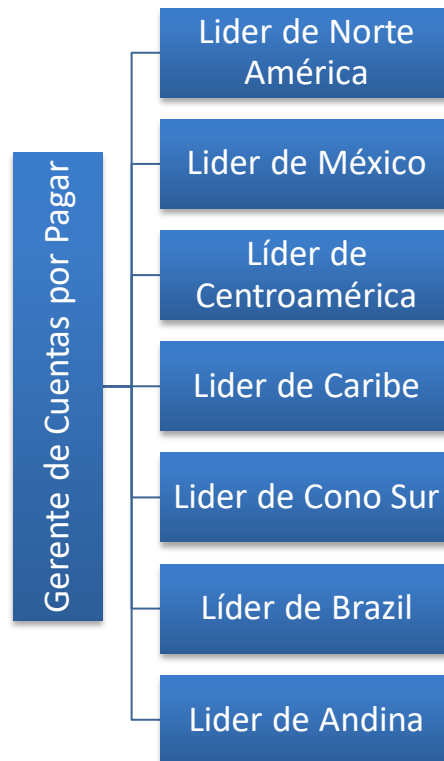 Gerente de Cuentas por Pagar
Lider de Norte
América
Lider de México
Líder de
Centroamérica
Lider de Caribe
Lider de Cono Sur
Líder de Brazil
Lider de Andina